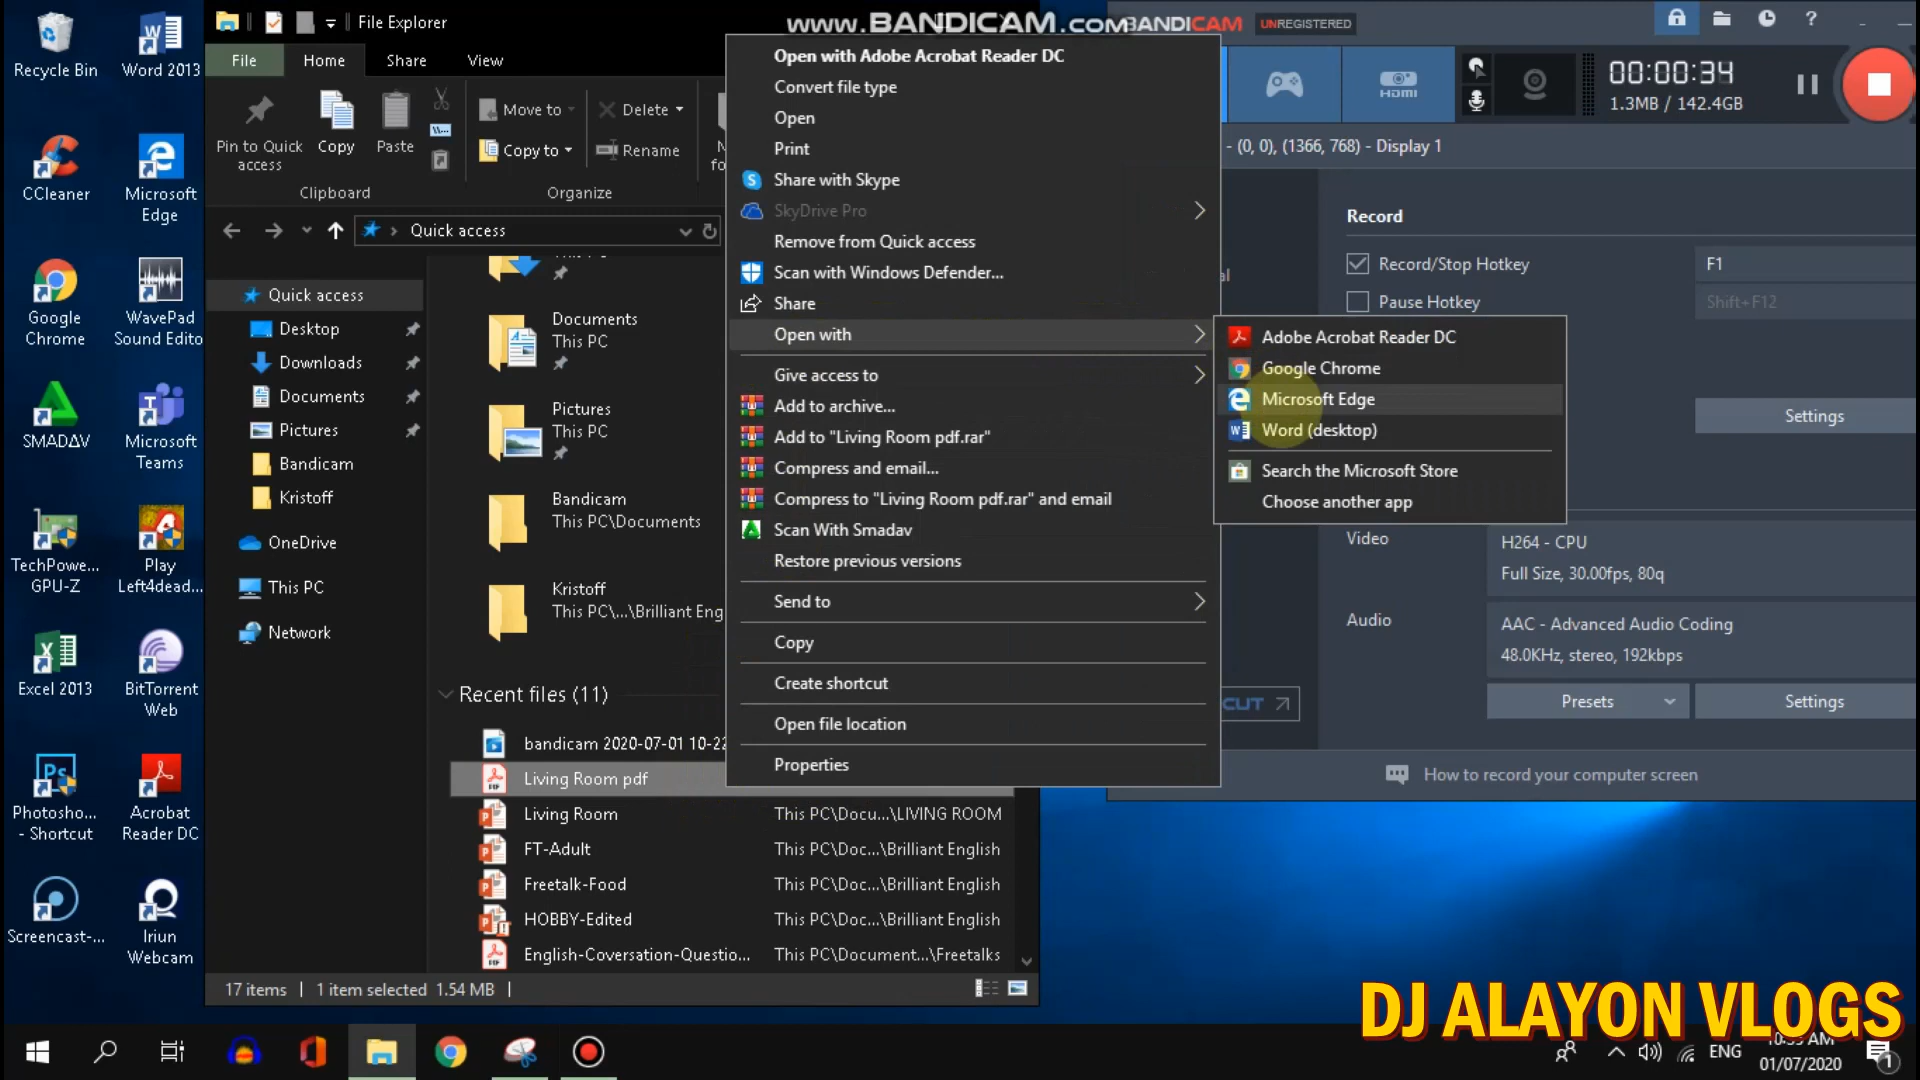 Recycle Bin
Word 2013
CCleaner
Microsoft
Edge
Google
Chrome
WavePad
Sound Edito
SMADΔV
Microsoft
Teams
TechPowe...
GPU-Z
Play
Left4dead...
Excel 2013
BitTorrent
Web
Photosho...
- Shortcut
Acrobat
Reader DC
Screencast-...
Iriun
Webcam
File Explorer
File
Home
Share
View
Pin to Quick
access
Copy
Paste
Move to
Copy to
Delete
Rename
Clipboard
Organize
Quick access
Quick access
Desktop
Downloads
Documents
Pictures
Bandicam
Kristoff
OneDrive
This PC
Network
Documents
This PC
Pictures
This PC
Bandicam
This PC\Documents
Kristoff
This PC\...\Brilliant Eng
Recent files (11)
bandicam 2020-07-01 10-22
Living Room pdf
Living Room This PC\Docu...\LIVING ROOM
FT-Adult This PC\Doc...\Brilliant English
Freetalk-Food This PC\Doc...\Brilliant English
HOBBY-Edited This PC\Doc...\Brilliant English
English-Coversation-Questio... This PC\Document...\Freetalks
17 items | 1 item selected 1.54 MB |
www.BANDICAM.com
Open with Adobe Acrobat Reader DC
Convert file type
Open
Print
Share with Skype
SkyDrive Pro
Remove from Quick access
Scan with Windows Defender...
Share
Open with
Give access to
Add to archive...
Add to "Living Room pdf.rar"
Compress and email...
Compress to "Living Room pdf.rar" and email
Scan With Smadav
Restore previous versions
Send to
Copy
Create shortcut
Open file location
Properties
Adobe Acrobat Reader DC
Google Chrome
Microsoft Edge
Word (desktop)
Search the Microsoft Store
Choose another app
BANDICAM UNREGISTERED
HDMI
00:00:34
1.3MB / 142.4GB
- (0, 0), (1366, 768) - Display 1
Record
Record/Stop Hotkey F1
Pause Hotkey Shift+F12
Settings
Video
H264 - CPU
Full Size, 30.00fps, 80q
Audio
AAC - Advanced Audio Coding
48.0KHz, stereo, 192kbps
Presets
Settings
CUT
How to record your computer screen
DJ ALAYON VLOGS
ENG
01/07/2020
1